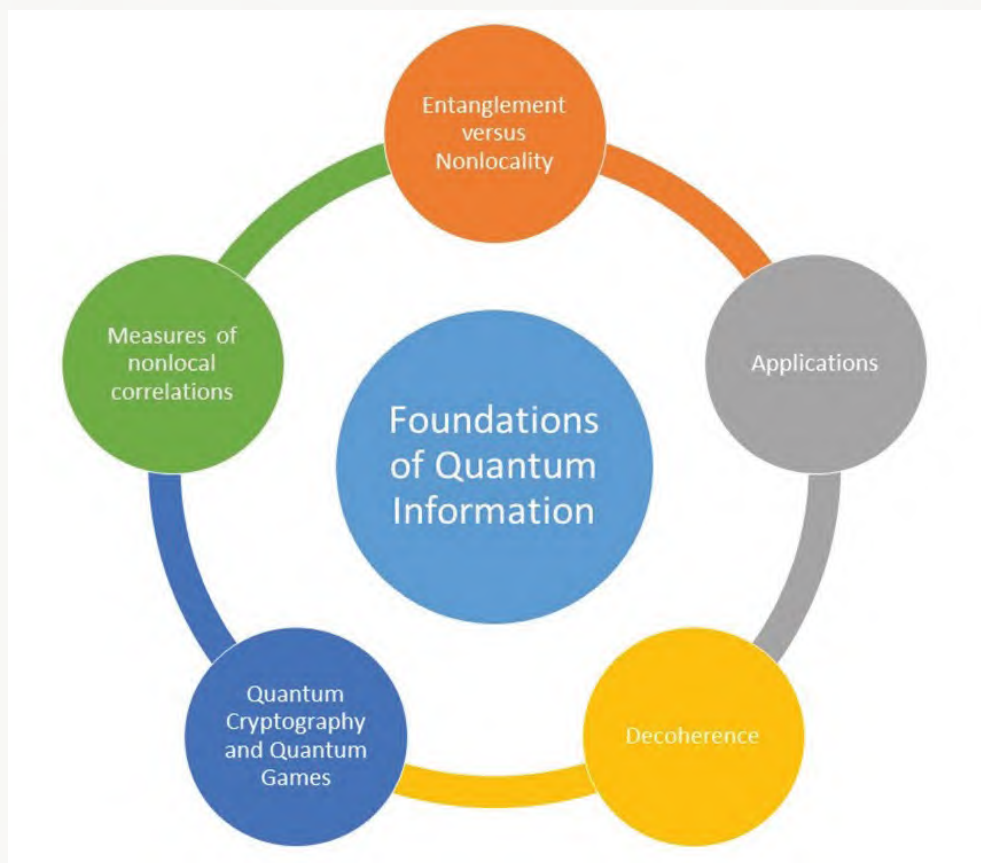 Entanglement
versus
Nonlocality
Applications
Decoherence
Quantum
Cryptography
and Quantum
Games
Measures of
nonlocal
correlations
Foundations
of Quantum
Information